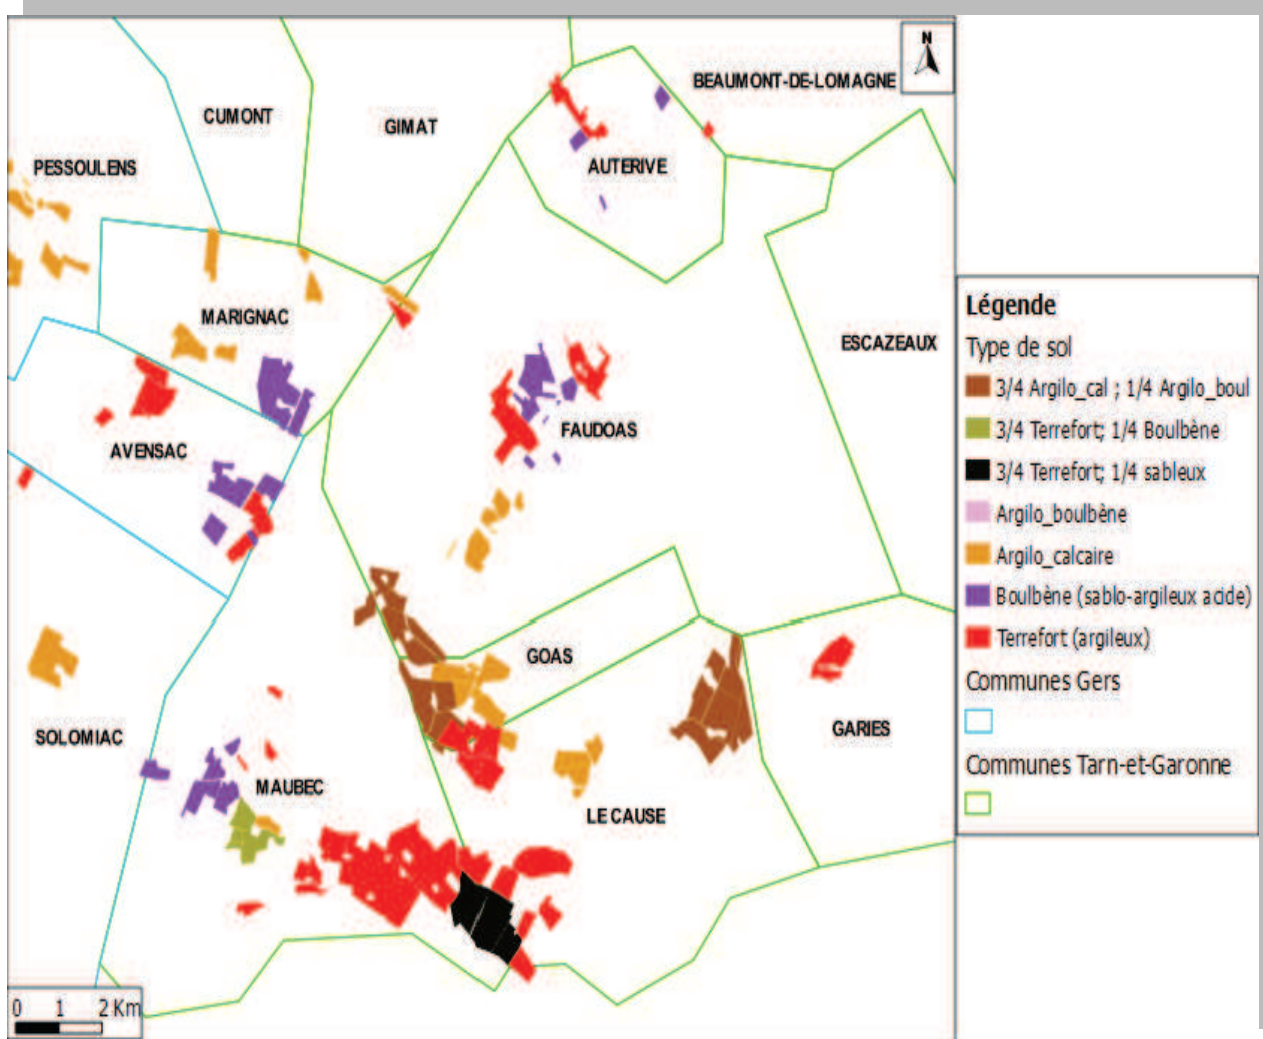 N
BEAUMONT-DE-LOMAGNE
CUMONT
GIMAT
PESSOULENS
AUTERIVE
MARIGNAC
ESCAZEAUX
FAUDOAS
AVENSAC
GOAS
SOLOMIAC
GARIES
MAUBEC
LE CAUSE
0 1 2 Km
Légende
Type de sol
3/4 Argilo_cal ; 1/4 Argilo_boul
3/4 Terrefort; 1/4 Boulbène
3/4 Terrefort; 1/4 sableux
Argilo_boulbène
Argilo_calcaire
Boulbène (sablo-argileux acide)
Terrefort (argileux)
Communes Gers
Communes Tarn-et-Garonne